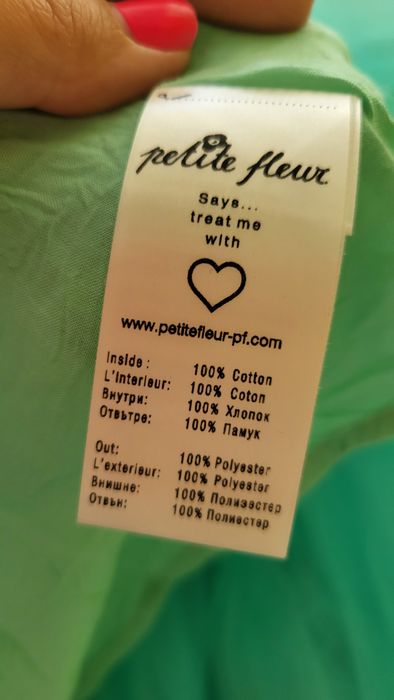 petite fleur
Says...
treat me
with
www.petitefleur-pf.com
Inside : 100% Cotton
L'interieur: 100% Coton
Внутри: 100% Хлопок
Отвътре: 100% Памук
Out: 100% Polyester
L'exterieur: 100% Polyester
Внишне: 100% Полиэстер
Отвън: 100% Полиестер